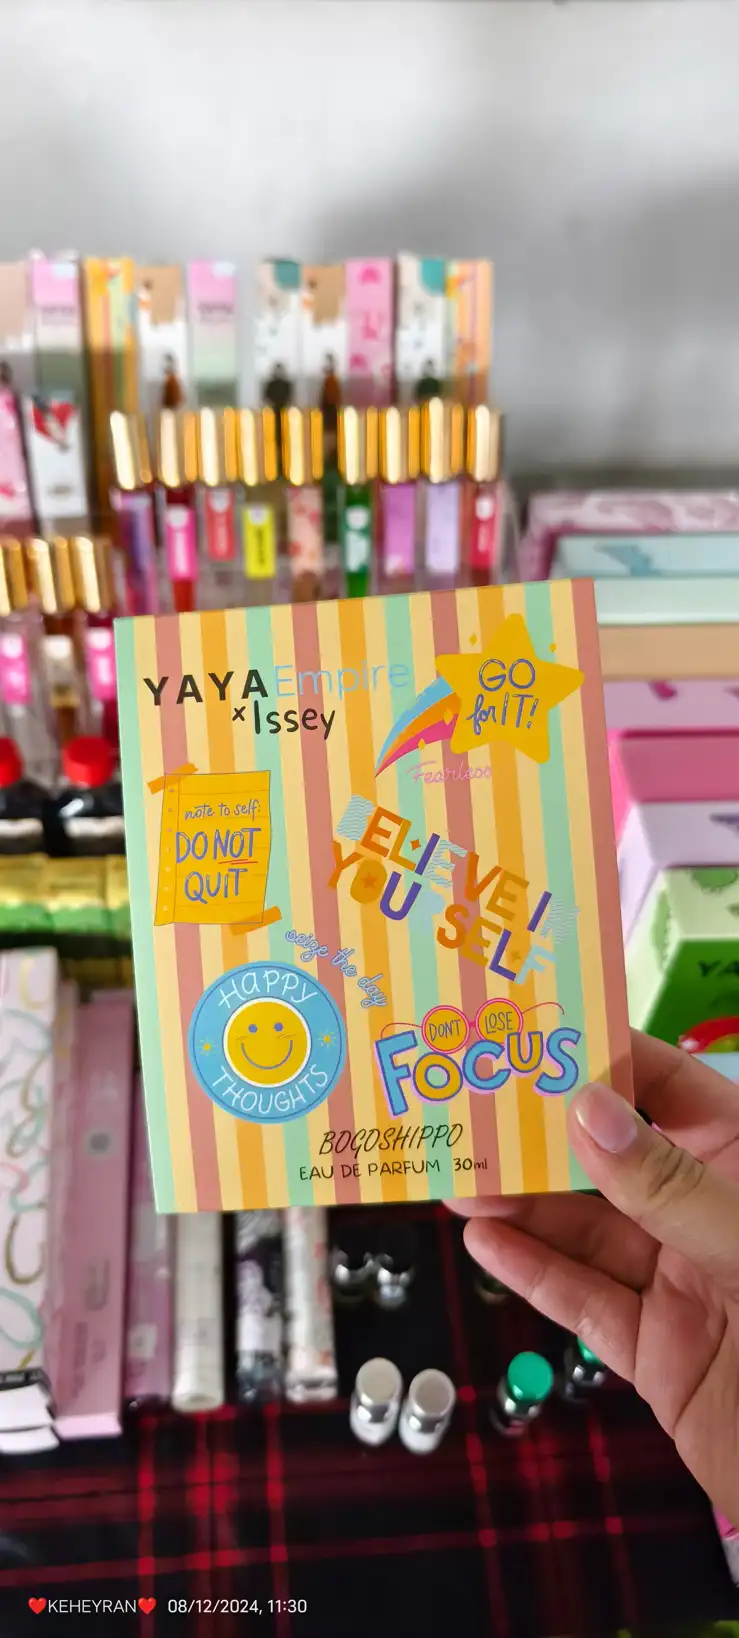 YAYA Empire
× Issey
GO
for IT!
Fearless
note to self:
DO NOT
QUIT
BELIEVE IN
YOURSELF
seize the day
HAPPY
THOUGHTS
DON'T LOSE
FOCUS
BOGOSHIPPO
EAU DE PARFUM 30ml
❤️KEHEYRAN❤️ 08/12/2024, 11:30